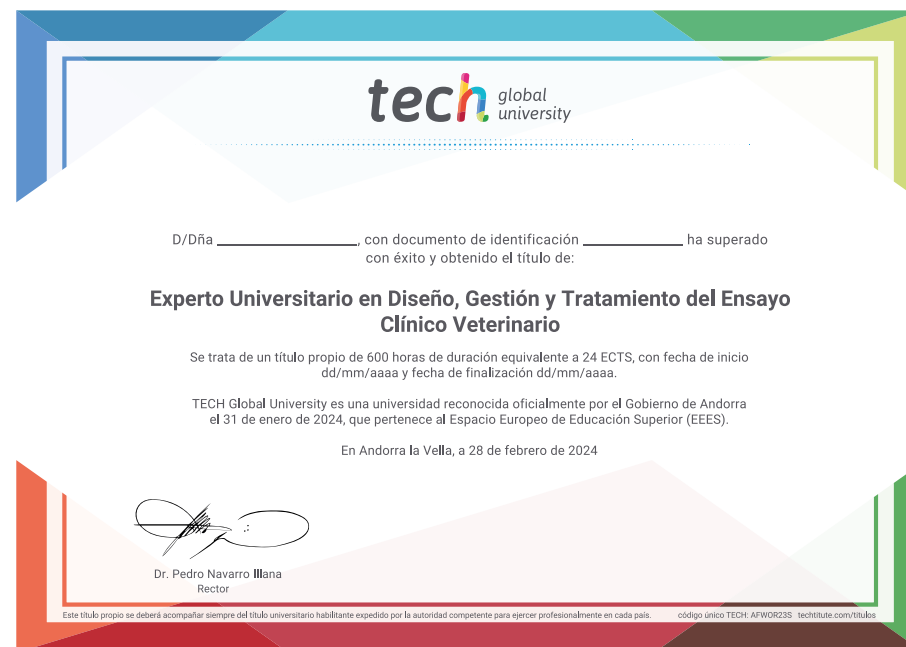 tech global university
D/Dña ________________, con documento de identificación ____________ ha superado
con éxito y obtenido el título de:
Experto Universitario en Diseño, Gestión y Tratamiento del Ensayo
Clínico Veterinario
Se trata de un título propio de 600 horas de duración equivalente a 24 ECTS, con fecha de inicio
dd/mm/aaaa y fecha de finalización dd/mm/aaaa.
TECH Global University es una universidad reconocida oficialmente por el Gobierno de Andorra
el 31 de enero de 2024, que pertenece al Espacio Europeo de Educación Superior (EEES).
En Andorra la Vella, a 28 de febrero de 2024
Dr. Pedro Navarro Illana
Rector
Este título propio se deberá acompañar siempre del título universitario habilitante expedido por la autoridad competente para ejercer profesionalmente en cada país. código único TECH: AFWOR23S techtitute.com/titulos